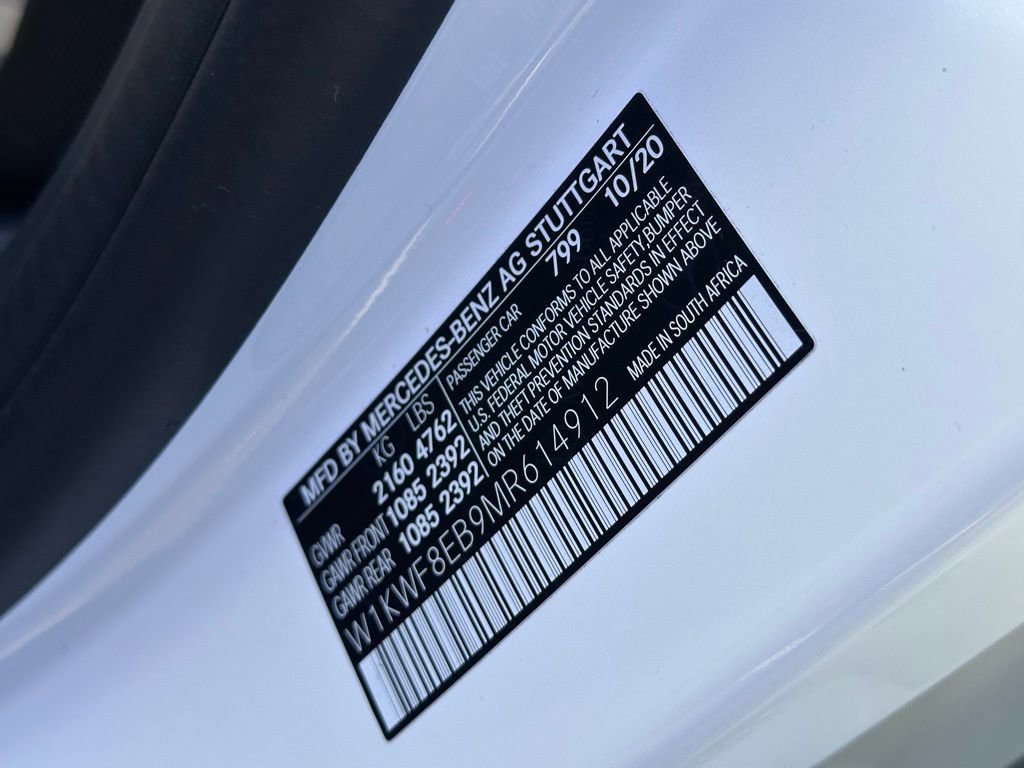 MFD BY MERCEDES-BENZ AG STUTTGART
KG LBS
GWR 2160 4762
GAWR FRONT 1085 2392
GAWR REAR 1085 2392
799 10/20
PASSENGER CAR
THIS VEHICLE CONFORMS TO ALL APPLICABLE
U.S. FEDERAL MOTOR VEHICLE SAFETY, BUMPER
AND THEFT PREVENTION STANDARDS, IN EFFECT
ON THE DATE OF MANUFACTURE SHOWN ABOVE
W1KWF8EB9MR614912 MADE IN SOUTH AFRICA